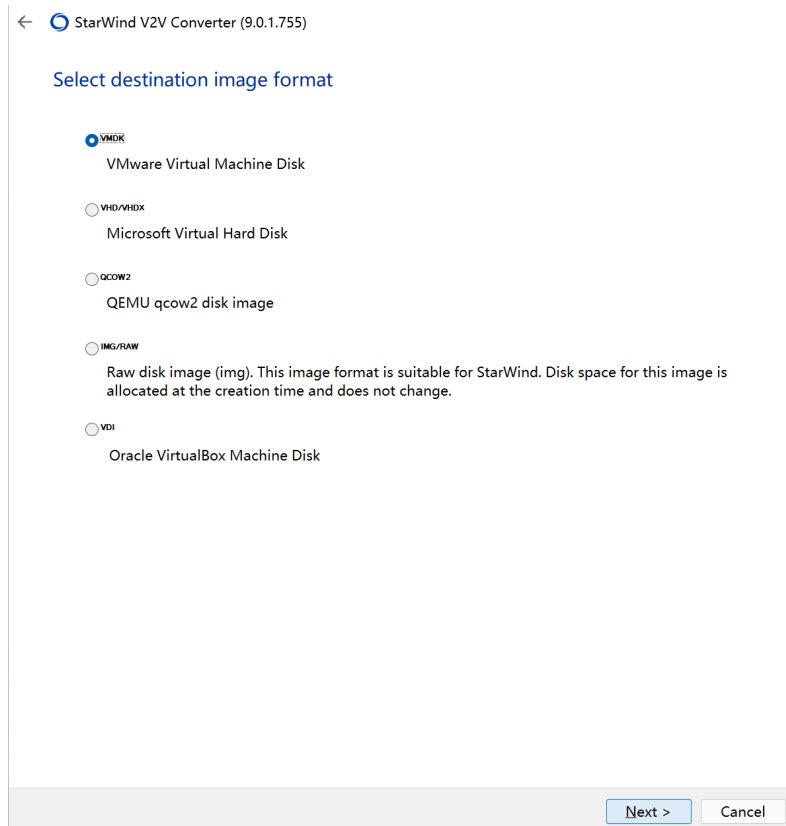 StarWind V2V Converter (9.0.1.755)
Select destination image format
VMDK
VMware Virtual Machine Disk
VHD/VHDX
Microsoft Virtual Hard Disk
QCOW2
QEMU qcow2 disk image
IMG/RAW
Raw disk image (img). This image format is suitable for StarWind. Disk space for this image is
allocated at the creation time and does not change.
VDI
Oracle VirtualBox Machine Disk
Next > Cancel